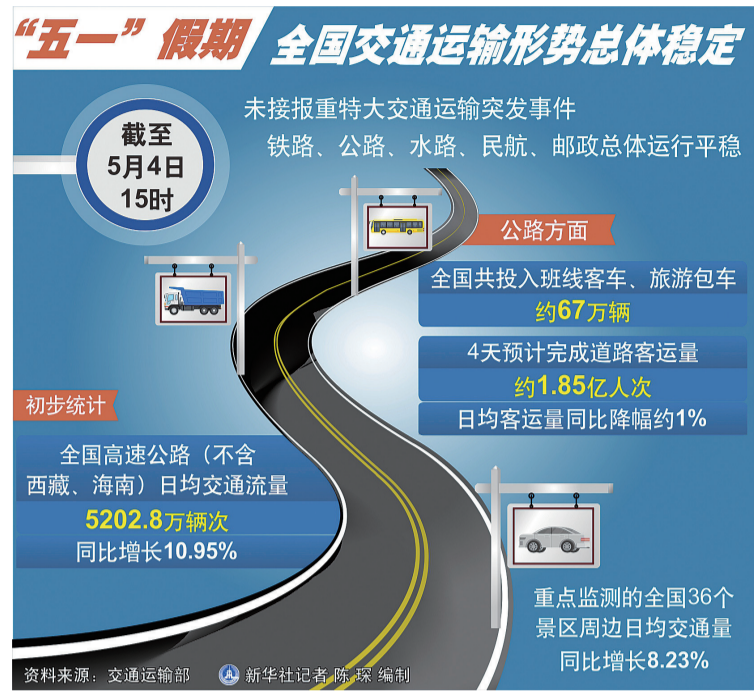 “五一”假期 全国交通运输形势总体稳定
截至
5月4日
15时
未接报重特大交通运输突发事件
铁路、公路、水路、民航、邮政总体运行平稳
公路方面
全国共投入班线客车、旅游包车
约67万辆
4天预计完成道路客运量
约1.85亿人次
日均客运量同比降幅约1%
初步统计
全国高速公路（不含
西藏、海南）日均交通流量
5202.8万辆次
同比增长10.95%
重点监测的全国36个
景区周边日均交通量
同比增长8.23%
资料来源：交通运输部 新华社记者 陈 琛 编制